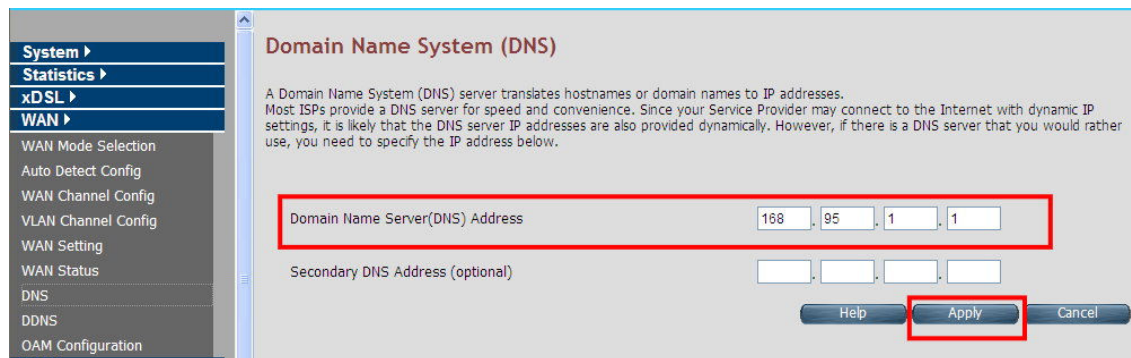 System
Statistics
xDSL
WAN
WAN Mode Selection
Auto Detect Config
WAN Channel Config
VLAN Channel Config
WAN Setting
WAN Status
DNS
DDNS
OAM Configuration
Domain Name System (DNS)
A Domain Name System (DNS) server translates hostnames or domain names to IP addresses.
Most ISPs provide a DNS server for speed and convenience. Since your Service Provider may connect to the Internet with dynamic IP
settings, it is likely that the DNS server IP addresses are also provided dynamically. However, if there is a DNS server that you would rather
use, you need to specify the IP address below.
Domain Name Server(DNS) Address 168 . 95 . 1 . 1
Secondary DNS Address (optional) . . .
Help Apply Cancel